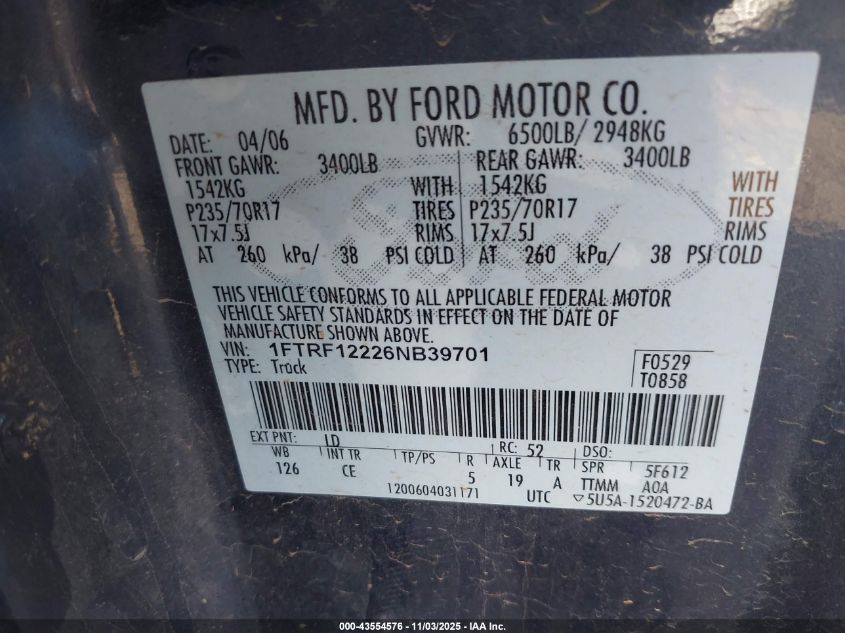 MFD. BY FORD MOTOR CO.
DATE: 04/06 GVWR: 6500LB/ 2948KG
FRONT GAWR: 3400LB REAR GAWR: 3400LB
1542KG WITH 1542KG WITH
P235/70R17 TIRES P235/70R17 TIRES
17x7.5J RIMS 17x7.5J RIMS
AT 260 kPa/ 38 PSI COLD AT 260 kPa/ 38 PSI COLD
THIS VEHICLE CONFORMS TO ALL APPLICABLE FEDERAL MOTOR
VEHICLE SAFETY STANDARDS IN EFFECT ON THE DATE OF
MANUFACTURE SHOWN ABOVE.
VIN: 1FTRF12226NB39701
TYPE: Truck
F0529
T0858
EXT PNT: LD RC: 52 DSO:
WB INT TR TP/PS R AXLE TR SPR 5F612
126 CE 5 19 A TTMM A0A
1200604031171 UTC ▽5U5A-1520472-BA
Ford
000-43554576 - 11/03/2025 - IAA Inc.